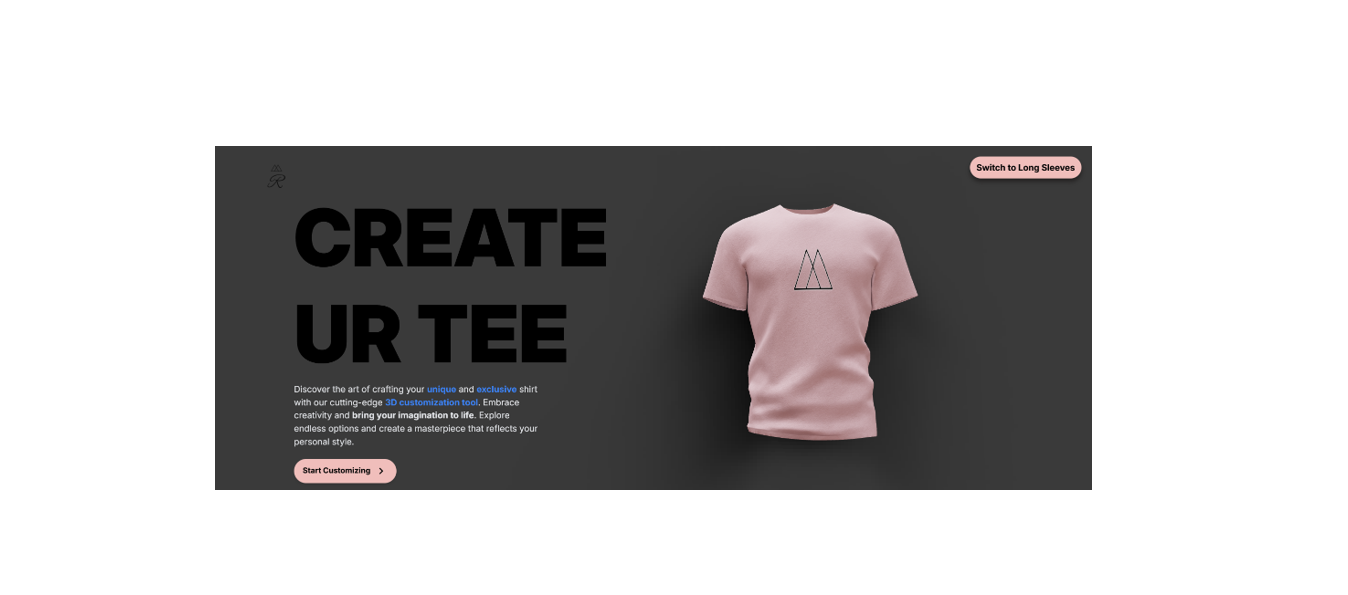 R
Switch to Long Sleeves
CREATE
UR TEE
Discover the art of crafting your unique and exclusive shirt
with our cutting-edge 3D customization tool. Embrace
creativity and bring your imagination to life. Explore
endless options and create a masterpiece that reflects your
personal style.
Start Customizing